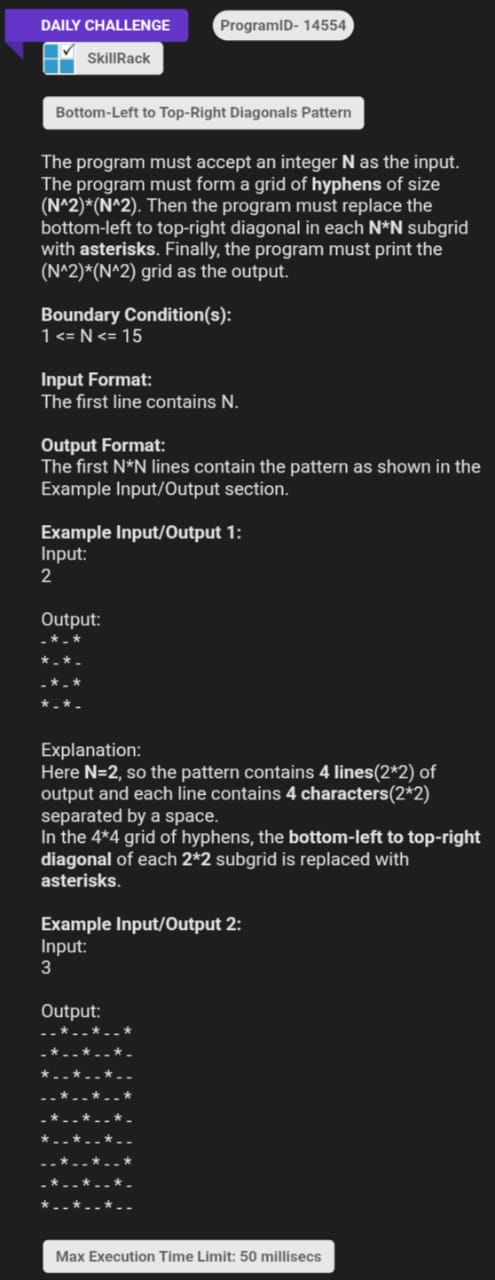 DAILY CHALLENGE
ProgramID- 14554
SkillRack
Bottom-Left to Top-Right Diagonals Pattern
The program must accept an integer N as the input.
The program must form a grid of hyphens of size
(N^2)*(N^2). Then the program must replace the
bottom-left to top-right diagonal in each N*N subgrid
with asterisks. Finally, the program must print the
(N^2)*(N^2) grid as the output.
Boundary Condition(s):
1 <= N <= 15
Input Format:
The first line contains N.
Output Format:
The first N*N lines contain the pattern as shown in the
Example Input/Output section.
Example Input/Output 1:
Input:
2
Output:
- * - *
* - * -
- * - *
* - * -
Explanation:
Here N=2, so the pattern contains 4 lines(2*2) of
output and each line contains 4 characters(2*2)
separated by a space.
In the 4*4 grid of hyphens, the bottom-left to top-right
diagonal of each 2*2 subgrid is replaced with
asterisks.
Example Input/Output 2:
Input:
3
Output:
- - * - - * - - *
- * - - * - - * -
* - - * - - * - -
- - * - - * - - *
- * - - * - - * -
* - - * - - * - -
- - * - - * - - *
- * - - * - - * -
* - - * - - * - -
Max Execution Time Limit: 50 millisecs